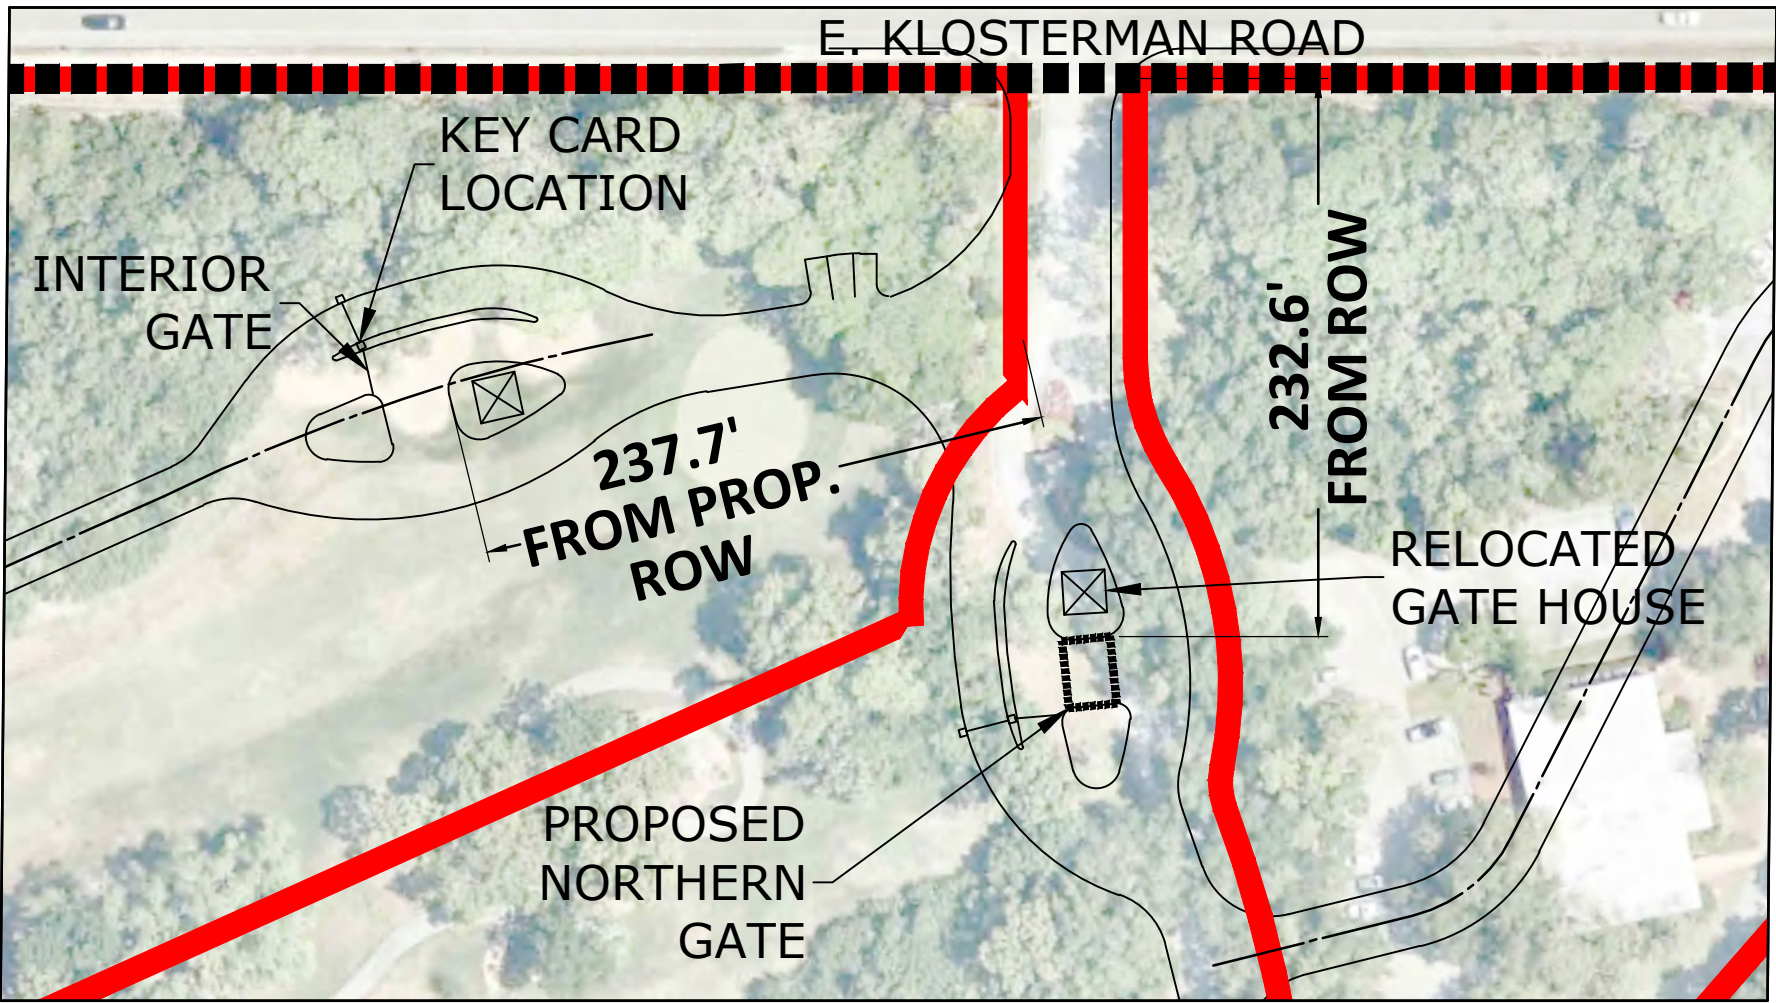 E. KLOSTERMAN ROAD
KEY CARD
LOCATION
INTERIOR
GATE
237.7'
FROM PROP.
ROW
232.6'
FROM ROW
RELOCATED
GATE HOUSE
PROPOSED
NORTHERN
GATE